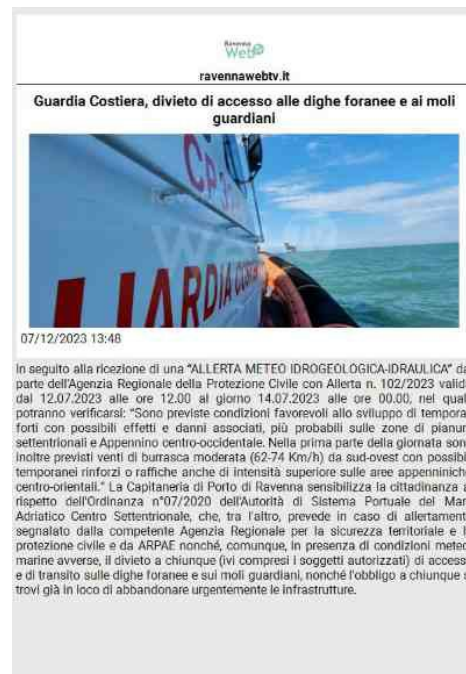 Ravenna
Web
ravennawebtv.it
Guardia Costiera, divieto di accesso alle dighe foranee e ai moli
guardiani
CP
UARDIA COSTIE
07/12/2023 13:48
In seguito alla ricezione di una "ALLERTA METEO IDROGEOLOGICA-IDRAULICA" da
parte dell'Agenzia Regionale della Protezione Civile con Allerta n. 102/2023 valid
dal 12.07.2023 alle ore 12.00 al giorno 14.07.2023 alle ore 00.00, nel qual
potranno verificarsi: "Sono previste condizioni favorevoli allo sviluppo di tempora
forti con possibili effetti e danni associati, più probabili sulle zone di pianur
settentrionali e Appennino centro-occidentale. Nella prima parte della giornata son
inoltre previsti venti di burrasca moderata (62-74 Km/h) da sud-ovest con possibi
temporanei rinforzi o raffiche anche di intensità superiore sulle aree appenninich
centro-orientali." La Capitaneria di Porto di Ravenna sensibilizza la cittadinanza a
rispetto dell'Ordinanza n°07/2020 dell'Autorità di Sistema Portuale del Mar
Adriatico Centro Settentrionale, che, tra l'altro, prevede in caso di allertament
segnalato dalla competente Agenzia Regionale per la sicurezza territoriale e l
protezione civile e da ARPAE nonché, comunque, in presenza di condizioni meteo
marine avverse, il divieto a chiunque (ivi compresi i soggetti autorizzati) di access
e di transito sulle dighe foranee e sui moli guardiani, nonché l'obbligo a chiunque s
trovi già in loco di abbandonare urgentemente le infrastrutture.